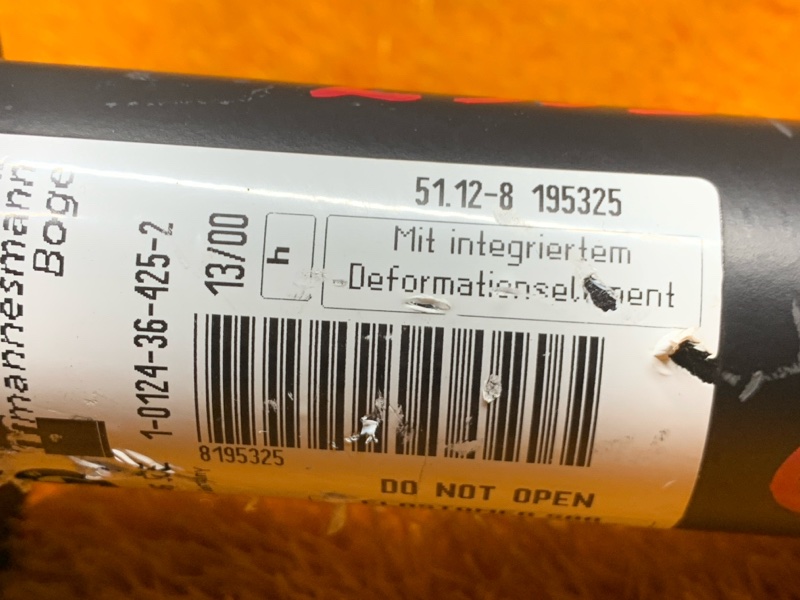 51.12-8 195325
Mit integriertem
Deformationselement
h
13/00
1-0124-36-425-2
Boge
8195325
DO NOT OPEN